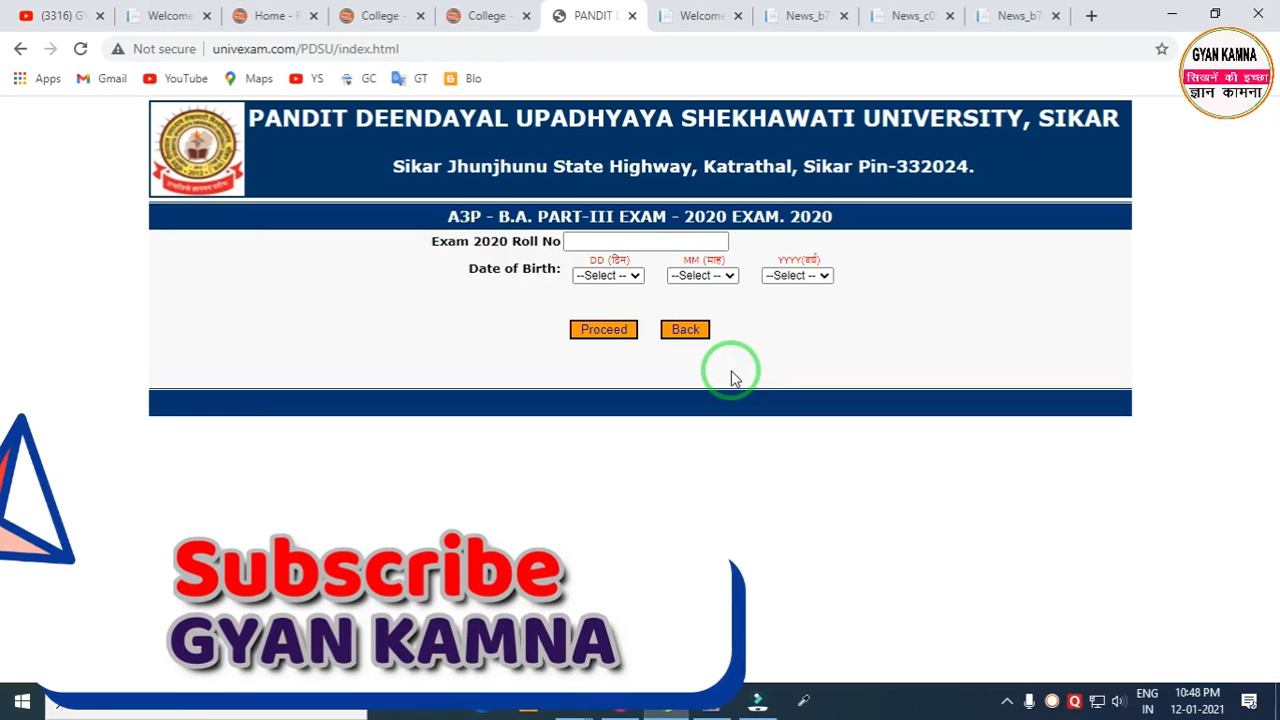 (3316) G
Welcome
Home - F
College -
College -
PANDIT D
Welcome
News_b7
News_c0
News_b7
Not secure
univexam.com/PDSU/index.html
Apps
Gmail
YouTube
Maps
YS
GC
GT
Blo
GYAN KAMNA
सिखनें की इच्छा
ज्ञान कामना
PANDIT DEENDAYAL UPADHYAYA SHEKHAWATI UNIVERSITY, SIKAR
Sikar Jhunjhunu State Highway, Katrathal, Sikar Pin-332024.
A3P - B.A. PART-III EXAM - 2020 EXAM. 2020
Exam 2020 Roll No
DD (दिन) MM (माह) YYYY(वर्ष)
Date of Birth: --Select -- --Select -- --Select --
Proceed Back
Subscribe
GYAN KAMNA
ENG 10:48 PM
IN 12-01-2021